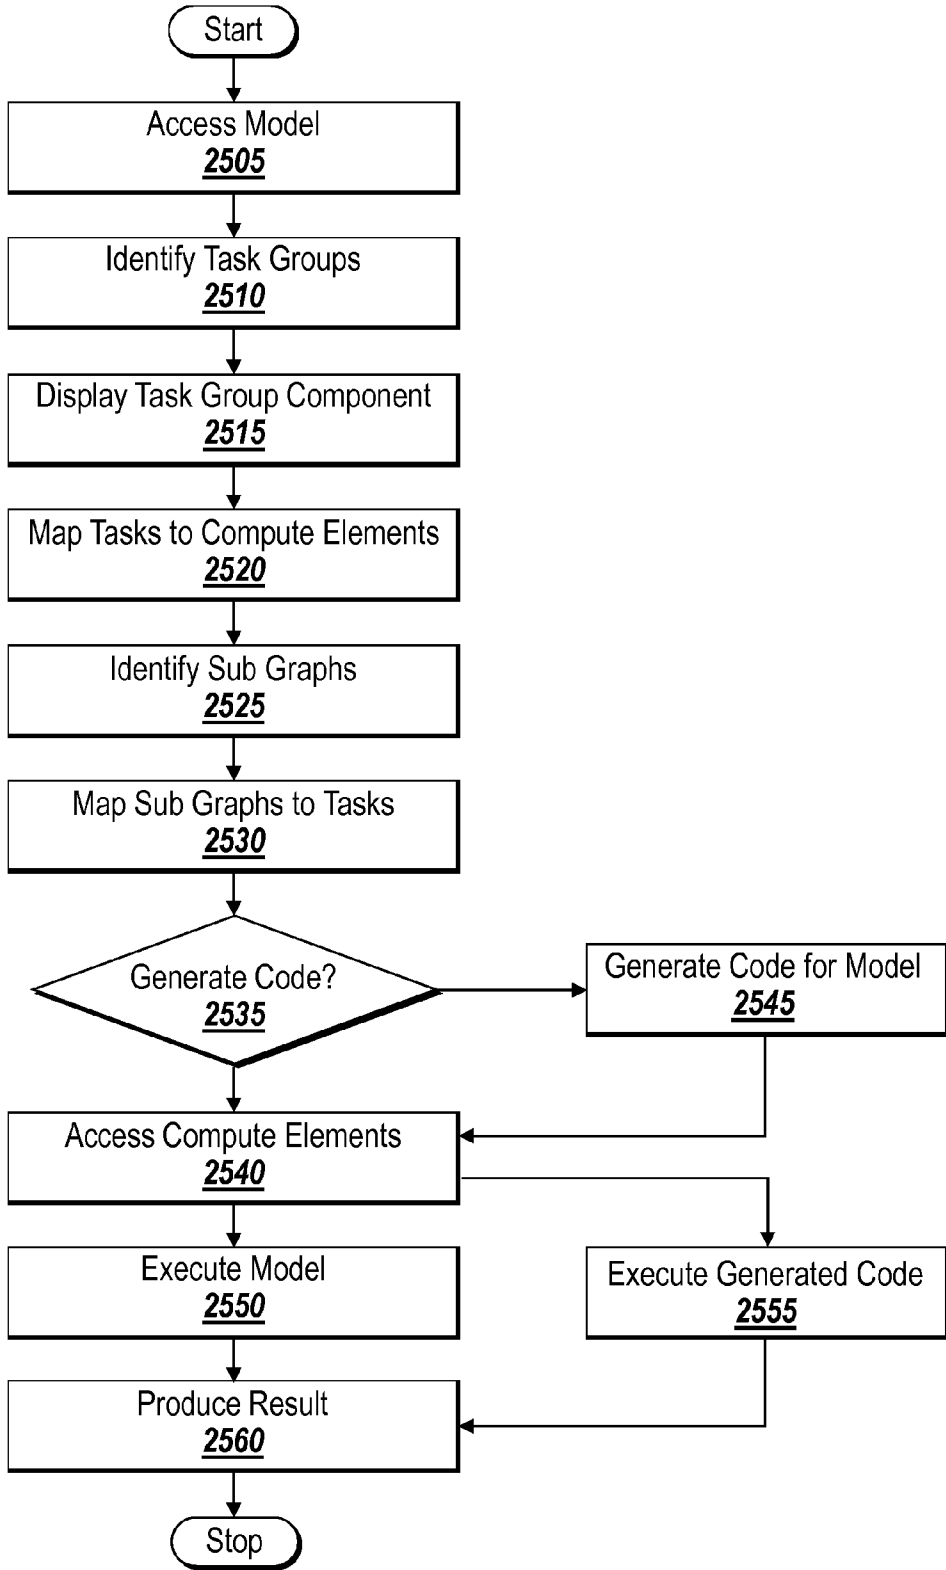 Start
Access Model
2505
Identify Task Groups
2510
Display Task Group Component
2515
Map Tasks to Compute Elements
2520
Identify Sub Graphs
2525
Map Sub Graphs to Tasks
2530
Generate Code?
2535
Generate Code for Model
2545
Access Compute Elements
2540
Execute Model
2550
Execute Generated Code
2555
Produce Result
2560
Stop